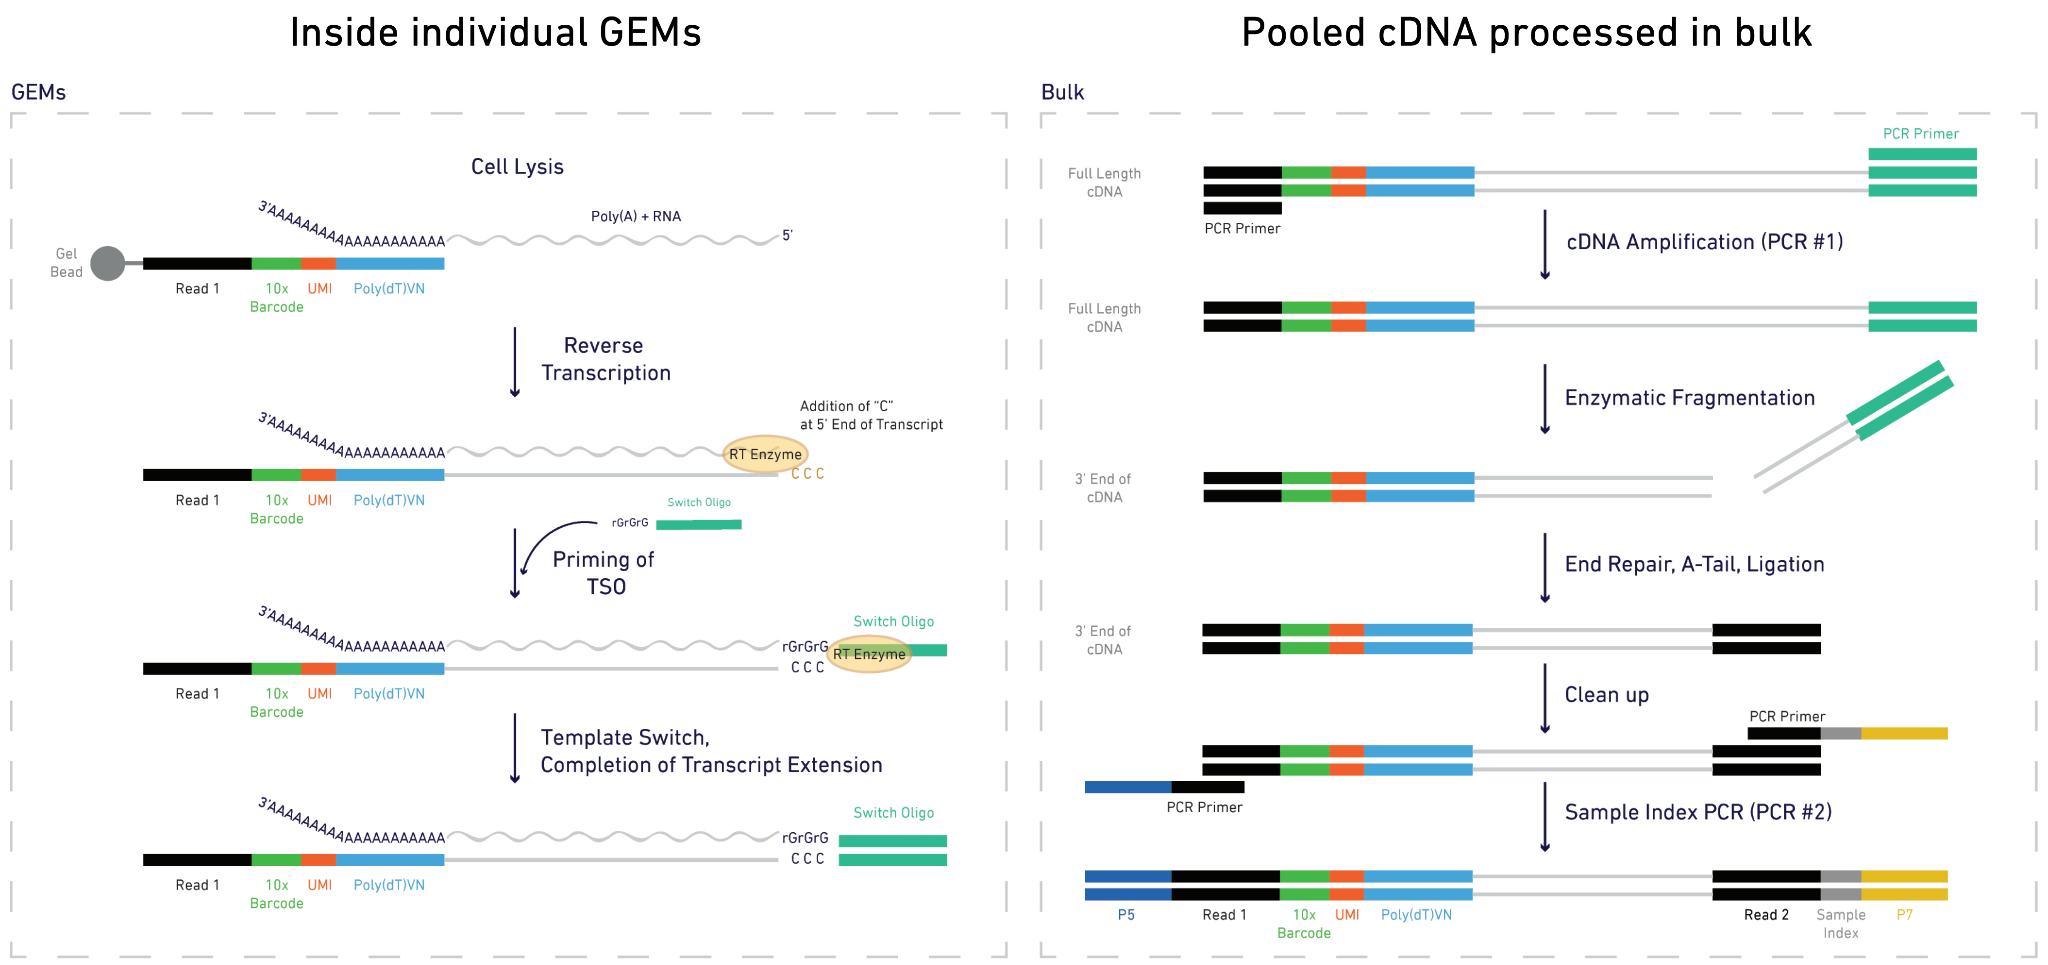 Inside individual GEMs
GEMs
Cell Lysis
3'AAAAAAAAAAAAAAAAAAAA
Poly(A) + RNA
5'
Gel
Bead
Read 1
10x
Barcode
UMI
Poly(dT)VN
Reverse
Transcription
Addition of “C”
at 5' End of Transcript
3'AAAAAAAAAAAAAAAAAAAA
RT Enzyme
C C C
Read 1
10x
Barcode
UMI
Poly(dT)VN
Switch Oligo
rGrGrG
Priming of
TSO
3'AAAAAAAAAAAAAAAAAAAA
Switch Oligo
rGrGrG
RT Enzyme
C C C
Read 1
10x
Barcode
UMI
Poly(dT)VN
Template Switch,
Completion of Transcript Extension
3'AAAAAAAAAAAAAAAAAAAA
Switch Oligo
rGrGrG
C C C
Read 1
10x
Barcode
UMI
Poly(dT)VN
Pooled cDNA processed in bulk
Bulk
PCR Primer
Full Length
cDNA
PCR Primer
cDNA Amplification (PCR #1)
Full Length
cDNA
Enzymatic Fragmentation
3' End of
cDNA
End Repair, A-Tail, Ligation
3' End of
cDNA
Clean up
PCR Primer
PCR Primer
Sample Index PCR (PCR #2)
P5
Read 1
10x
Barcode
UMI
Poly(dT)VN
Read 2
Sample
Index
P7